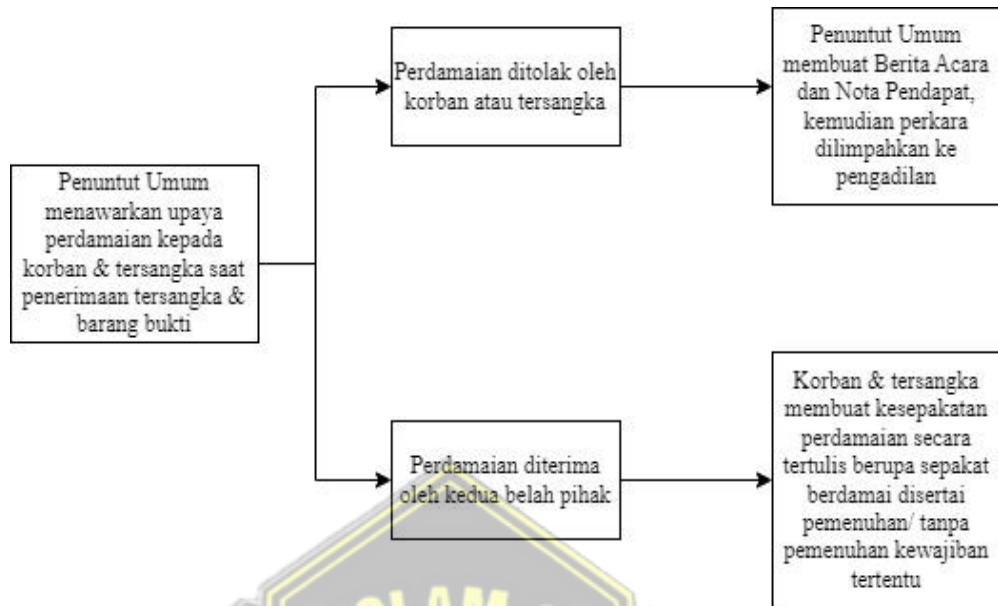 Penuntut Umum
menawarkan upaya
perdamaian kepada
korban & tersangka saat
penerimaan tersangka &
barang bukti
Perdamaian ditolak oleh
korban atau tersangka
Penuntut Umum
membuat Berita Acara
dan Nota Pendapat,
kemudian perkara
dilimpahkan ke
pengadilan
Perdamaian diterima
oleh kedua belah pihak
Korban & tersangka
membuat kesepakatan
perdamaian secara
tertulis berupa sepakat
berdamai disertai
pemenuhan/ tanpa
pemenuhan kewajiban
tertentu